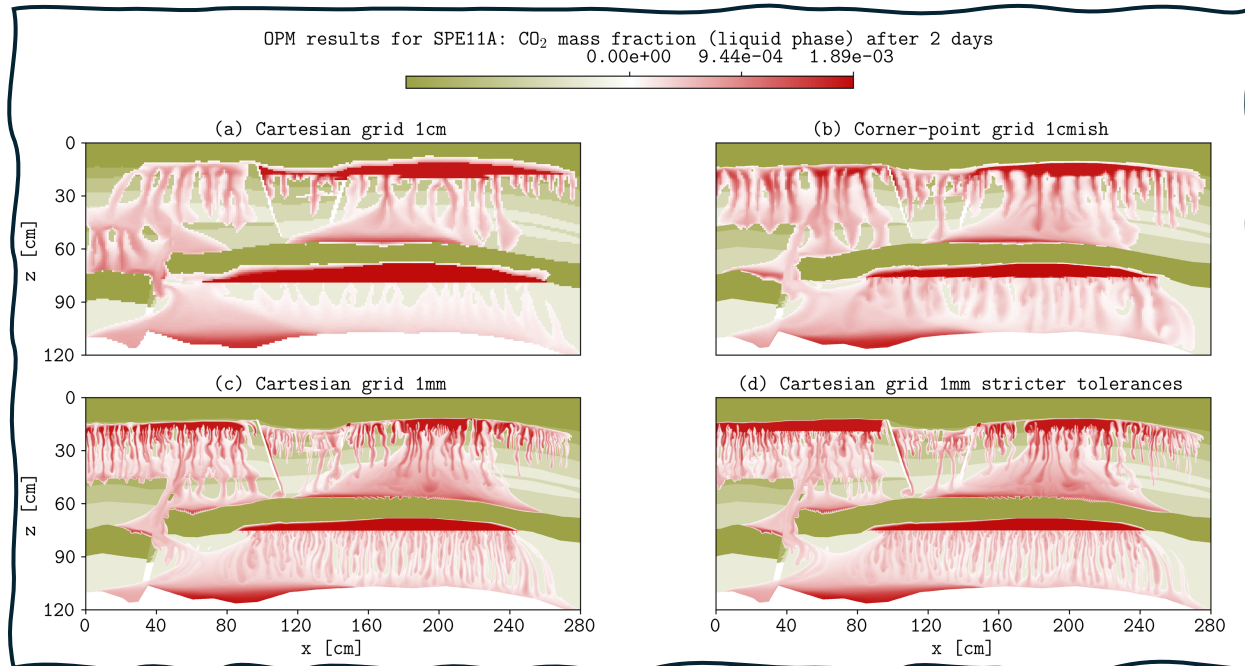 OPM results for SPE11A: CO₂ mass fraction (liquid phase) after 2 days
0.00e+00 9.44e-04 1.89e-03
(a) Cartesian grid 1cm
(b) Corner-point grid 1cmish
0
30
60
90
120
z [cm]
(c) Cartesian grid 1mm
(d) Cartesian grid 1mm stricter tolerances
0
30
60
90
120
z [cm]
0 40 80 120 160 200 240 280
x [cm]
0 40 80 120 160 200 240 280
x [cm]